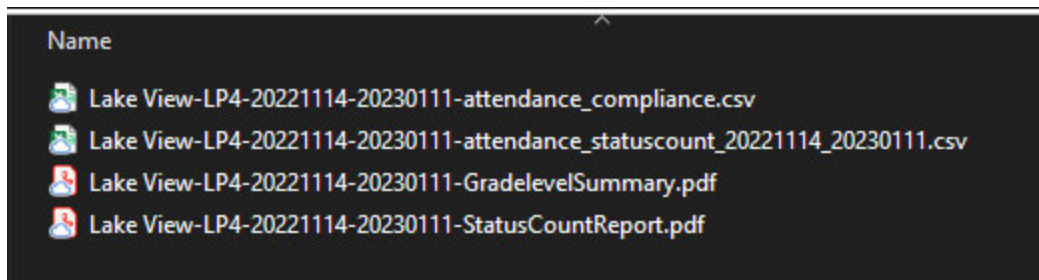 Name
Lake View-LP4-20221114-20230111-attendance_compliance.csv
Lake View-LP4-20221114-20230111-attendance_statuscount_20221114_20230111.csv
Lake View-LP4-20221114-20230111-GradelevelSummary.pdf
Lake View-LP4-20221114-20230111-StatusCountReport.pdf